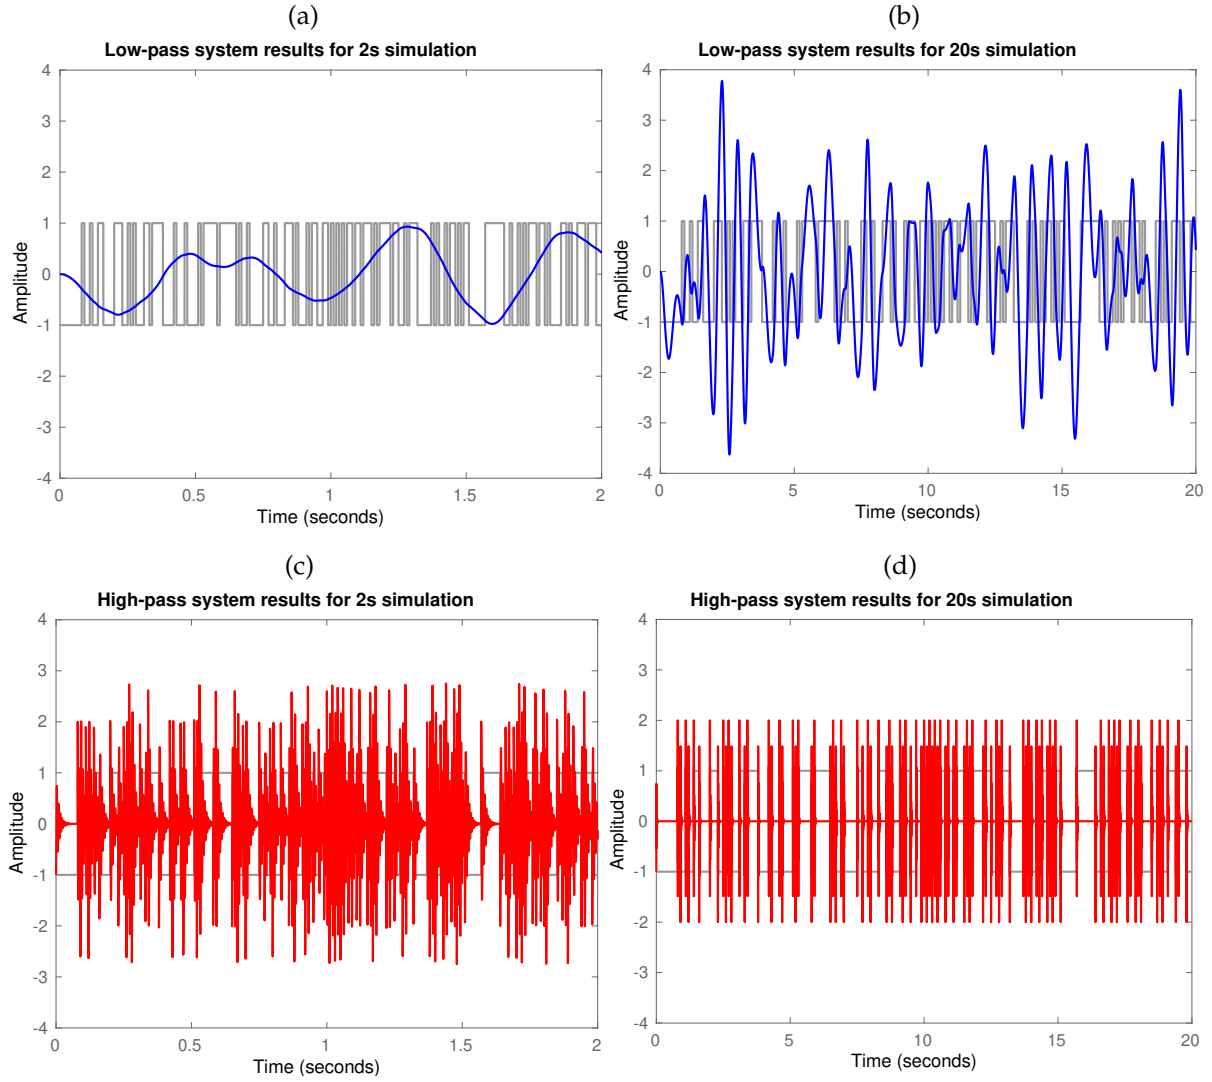 (a)
Low-pass system results for 2s simulation
4
3
2
1
0
-1
-2
-3
-4
Amplitude
0 0.5 1 1.5 2
Time (seconds)
(b)
Low-pass system results for 20s simulation
4
3
2
1
0
-1
-2
-3
-4
Amplitude
0 5 10 15 20
Time (seconds)
(c)
High-pass system results for 2s simulation
4
3
2
1
0
-1
-2
-3
-4
Amplitude
0 0.5 1 1.5 2
Time (seconds)
(d)
High-pass system results for 20s simulation
4
3
2
1
0
-1
-2
-3
-4
Amplitude
0 5 10 15 20
Time (seconds)